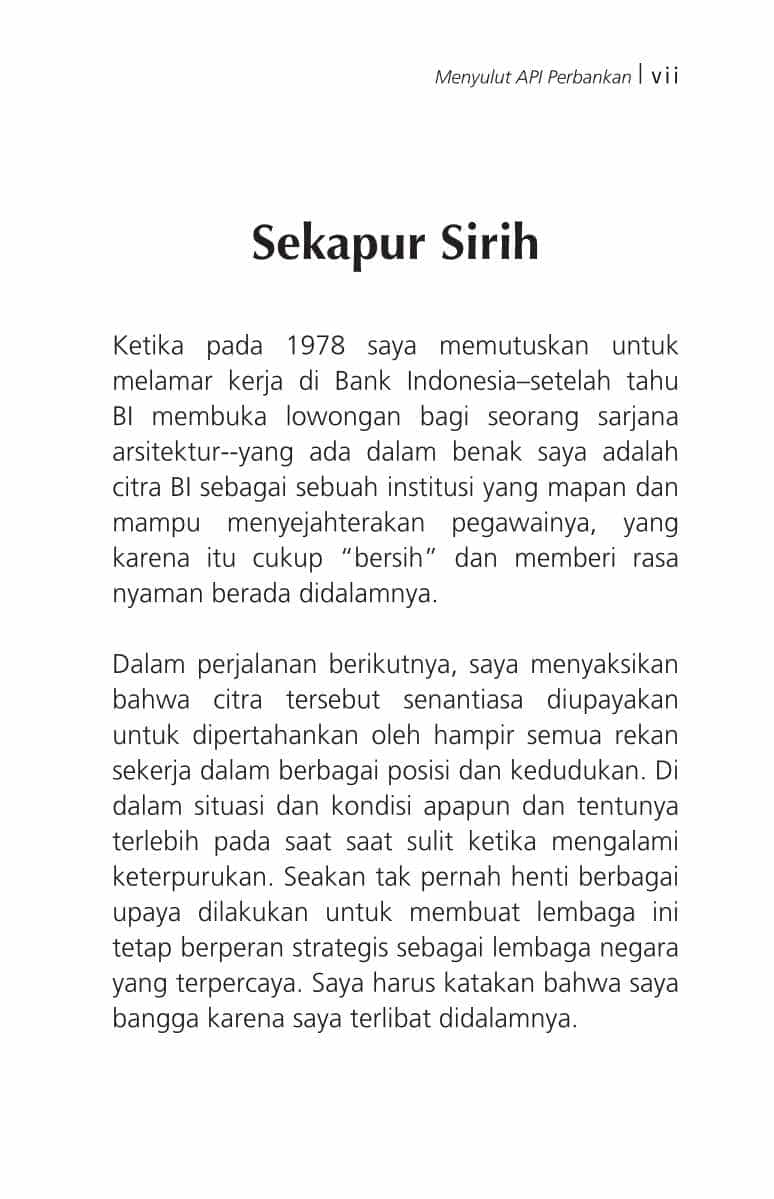 Menyulut API Perbankan | vii
Sekapur Sirih
Ketika pada 1978 saya memutuskan untuk
melamar kerja di Bank Indonesia–setelah tahu
BI membuka lowongan bagi seorang sarjana
arsitektur--yang ada dalam benak saya adalah
citra BI sebagai sebuah institusi yang mapan dan
mampu menyejahterakan pegawainya, yang
karena itu cukup “bersih” dan memberi rasa
nyaman berada didalamnya.
Dalam perjalanan berikutnya, saya menyaksikan
bahwa citra tersebut senantiasa diupayakan
untuk dipertahankan oleh hampir semua rekan
sekerja dalam berbagai posisi dan kedudukan. Di
dalam situasi dan kondisi apapun dan tentunya
terlebih pada saat saat sulit ketika mengalami
keterpurukan. Seakan tak pernah henti berbagai
upaya dilakukan untuk membuat lembaga ini
tetap berperan strategis sebagai lembaga negara
yang terpercaya. Saya harus katakan bahwa saya
bangga karena saya terlibat didalamnya.